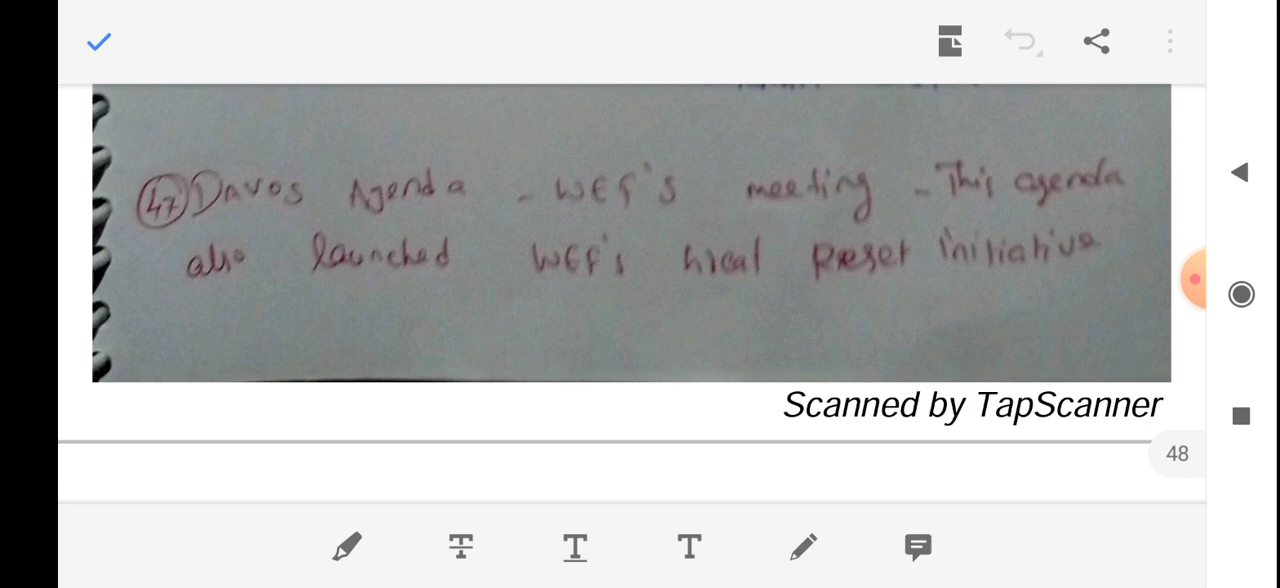 47 Davos Agenda - WEF's meeting - This agenda
also launched WEF's Great Reset Initiative
Scanned by TapScanner
48
T